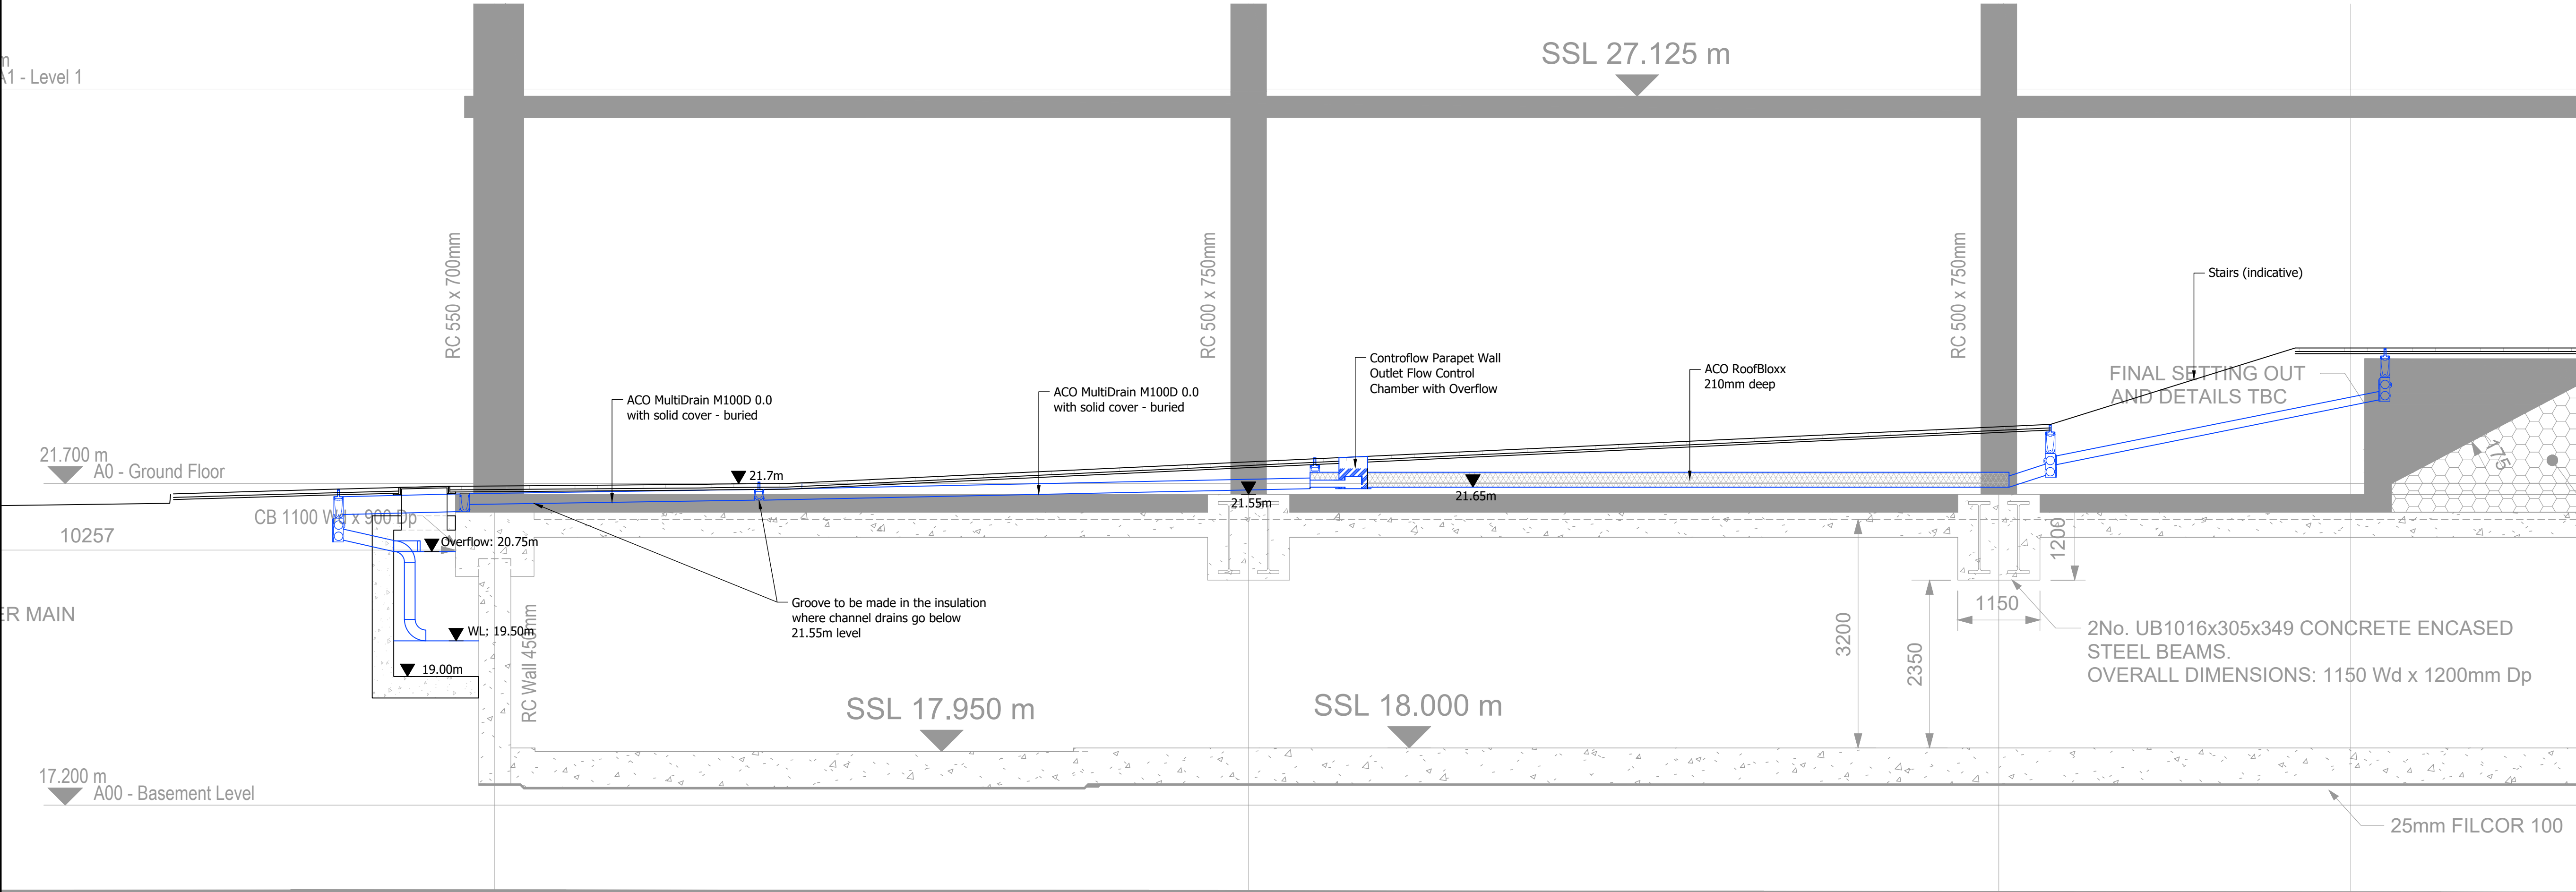 m
A1 - Level 1
SSL 27.125 m
RC 550 x 700mm
RC 500 x 750mm
RC 500 x 750mm
Stairs (indicative)
Controflow Parapet Wall
Outlet Flow Control
Chamber with Overflow
ACO RoofBloxx
210mm deep
FINAL SETTING OUT
AND DETAILS TBC
ACO MultiDrain M100D 0.0
with solid cover - buried
ACO MultiDrain M100D 0.0
with solid cover - buried
21.700 m
A0 - Ground Floor
21.7m
21.55m
21.65m
175
CB 1100 Wd x 900 Dp
10257
Overflow: 20.75m
1200
Groove to be made in the insulation
where channel drains go below
21.55m level
ER MAIN
WL: 19.50m
19.00m
RC Wall 450mm
3200
2350
1150
2No. UB1016x305x349 CONCRETE ENCASED
STEEL BEAMS.
OVERALL DIMENSIONS: 1150 Wd x 1200mm Dp
SSL 17.950 m
SSL 18.000 m
17.200 m
A00 - Basement Level
25mm FILCOR 100